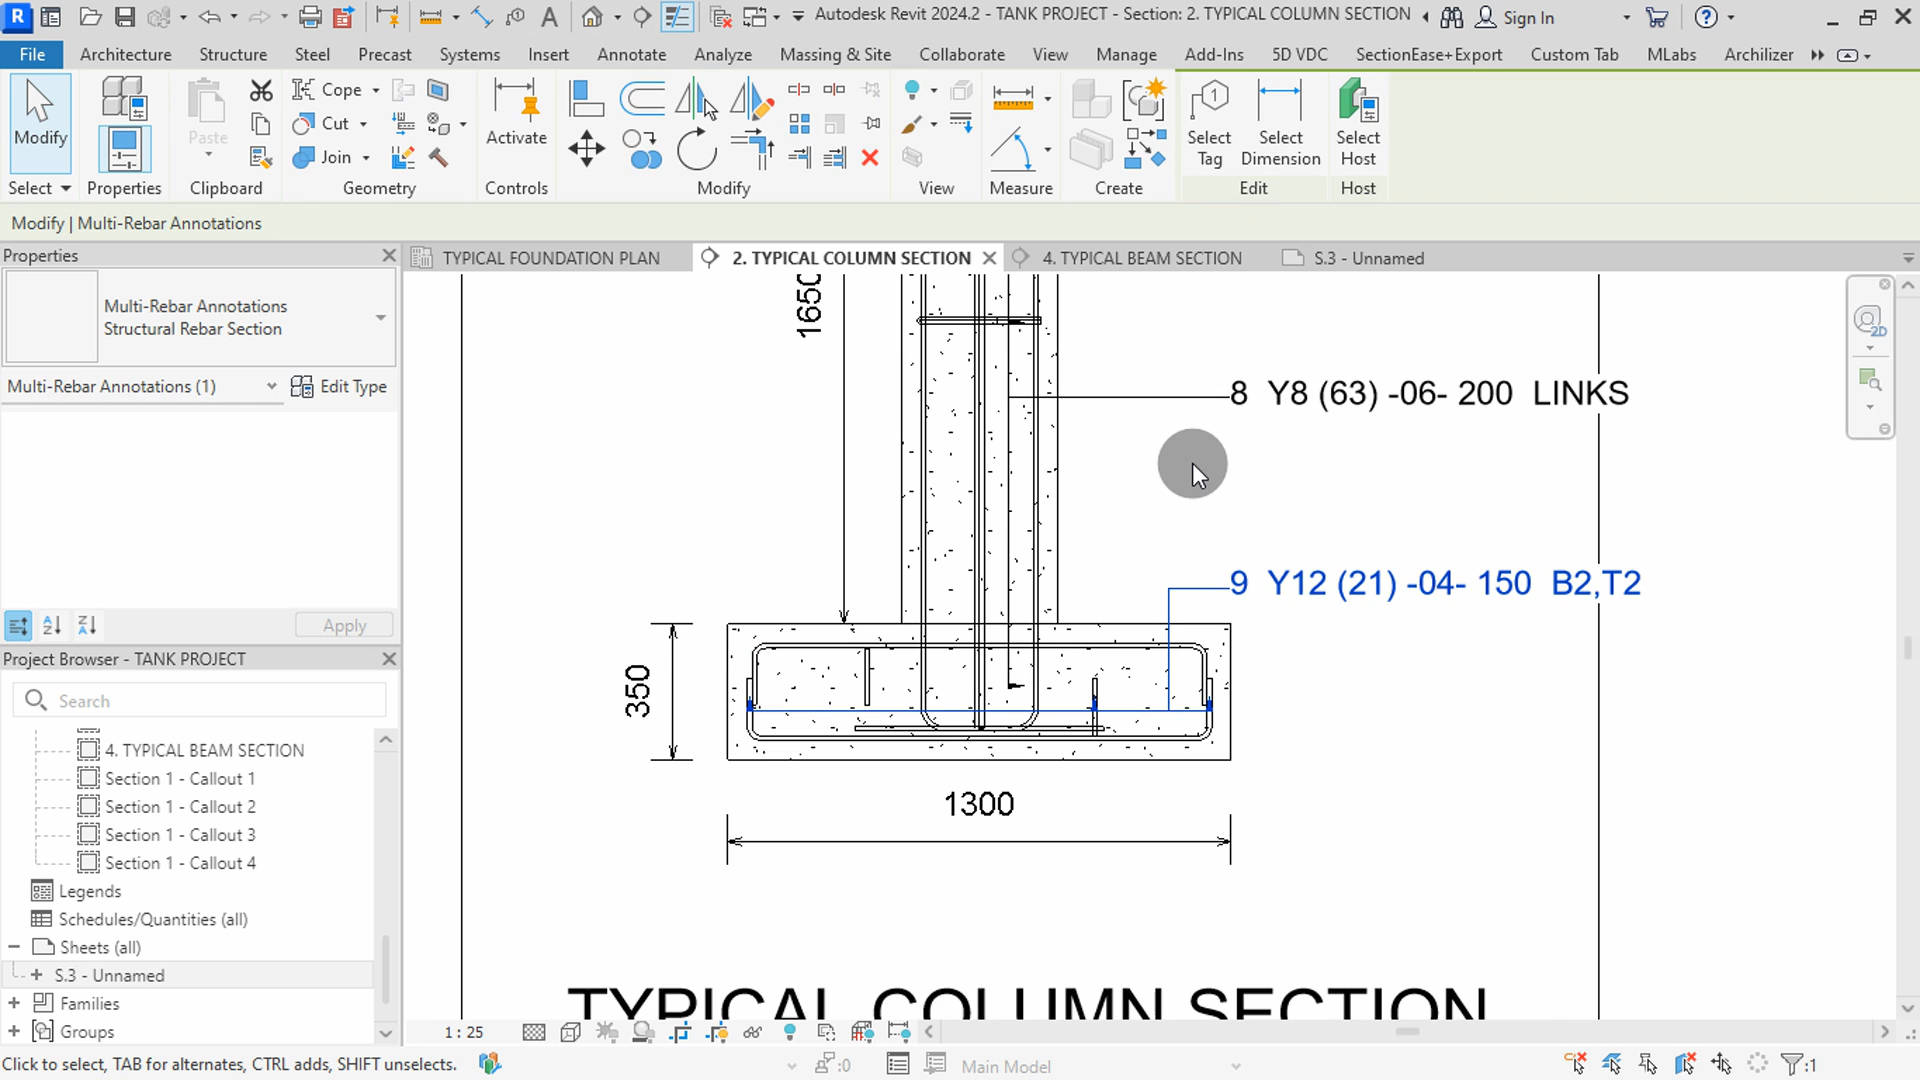 Autodesk Revit 2024.2 - TANK PROJECT - Section: 2. TYPICAL COLUMN SECTION
Sign In
File Architecture Structure Steel Precast Systems Insert Annotate Analyze Massing & Site Collaborate View Manage Add-Ins 5D VDC SectionEase+Export Custom Tab MLabs Archilizer
Modify
Paste
Cope
Cut
Join
Activate
Select Tag
Select Dimension
Select Host
Select Properties Clipboard Geometry Controls Modify View Measure Create Edit Host
Modify | Multi-Rebar Annotations
Properties
TYPICAL FOUNDATION PLAN
2. TYPICAL COLUMN SECTION
4. TYPICAL BEAM SECTION
S.3 - Unnamed
Multi-Rebar Annotations
Structural Rebar Section
Multi-Rebar Annotations (1)
Edit Type
Apply
Project Browser - TANK PROJECT
Search
4. TYPICAL BEAM SECTION
Section 1 - Callout 1
Section 1 - Callout 2
Section 1 - Callout 3
Section 1 - Callout 4
Legends
Schedules/Quantities (all)
Sheets (all)
S.3 - Unnamed
Families
Groups
1650
8 Y8 (63) -06- 200 LINKS
9 Y12 (21) -04- 150 B2,T2
350
1300
TYPICAL COLUMN SECTION
2D
1 : 25
Click to select, TAB for alternates, CTRL adds, SHIFT unselects.
:0
Main Model
:1